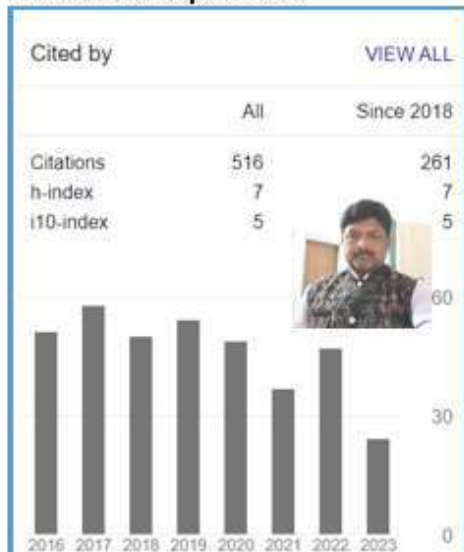 Cited by VIEW ALL
All Since 2018
Citations 516 261
h-index 7 7
i10-index 5 5
60
30
0
2016 2017 2018 2019 2020 2021 2022 2023